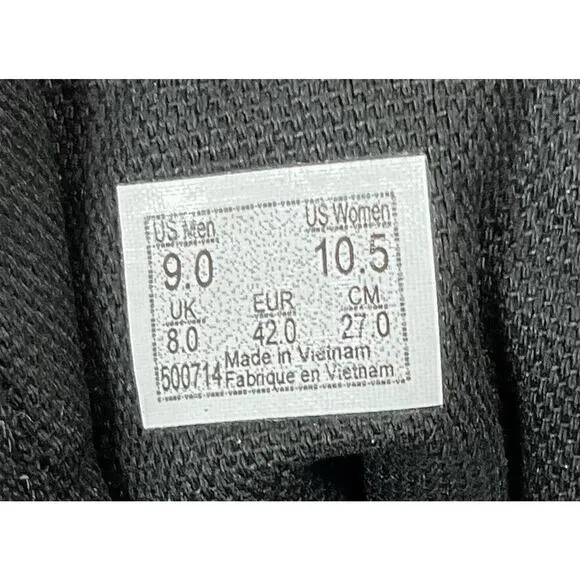 US Men US Women
9.0 10.5
UK EUR CM
8.0 42.0 27.0
Made in Vietnam
500714 Fabrique en Vietnam